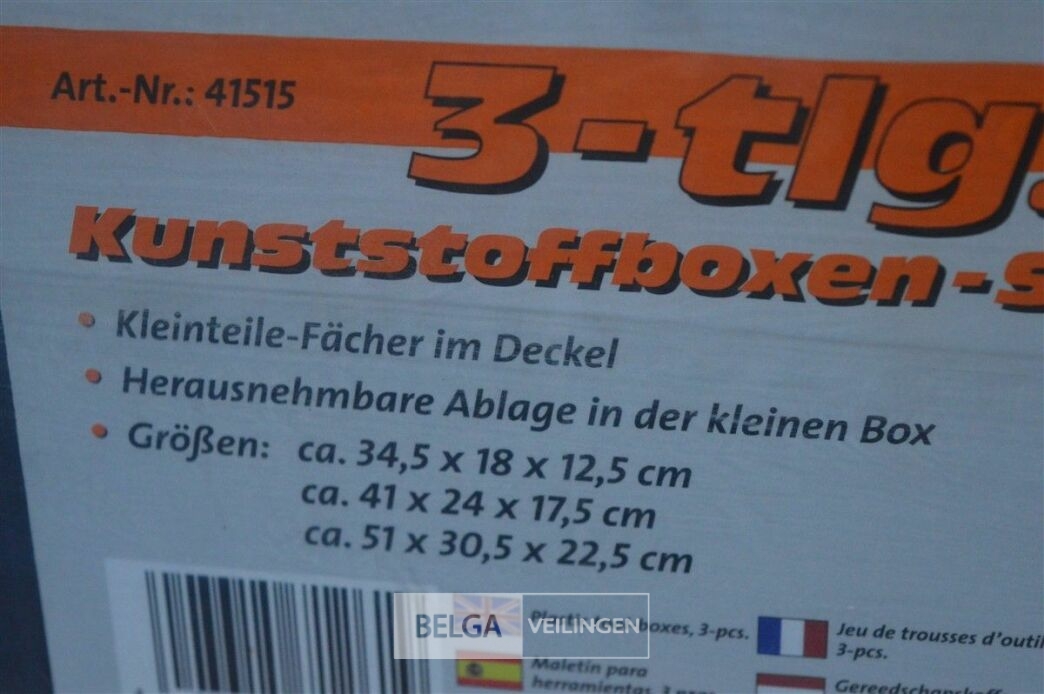 Art.-Nr.: 41515
3-tlg.
Kunststoffboxen-S
Kleinteile-Fächer im Deckel
Herausnehmbare Ablage in der kleinen Box
Größen: ca. 34,5 x 18 x 12,5 cm
ca. 41 x 24 x 17,5 cm
ca. 51 x 30,5 x 22,5 cm
BELGA VEILINGEN
boxes, 3-pcs.
Maletín para
herramientas,
Jeu de trousses d'outil
3-pcs.